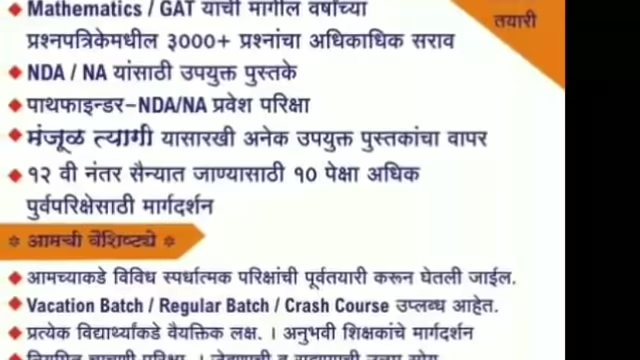 Mathematics / GAT यांची मागील वर्षांच्या
प्रश्नपत्रिकेमधील ३०००+ प्रश्नांचा अधिकाधिक सराव
NDA / NA यांसाठी उपयुक्त पुस्तके
पाथफाइन्डर–NDA/NA प्रवेश परिक्षा
मंजूळ त्यागी यासारखी अनेक उपयुक्त पुस्तकांचा वापर
१२ वी नंतर सैन्यात जाण्यासाठी १० पेक्षा अधिक
पुर्वपरिक्षेसाठी मार्गदर्शन
तयारी
आमची वैशिष्ट्ये
आमच्याकडे विविध स्पर्धात्मक परिक्षांची पूर्वतयारी करून घेतली जाईल.
Vacation Batch / Regular Batch / Crash Course उप्लब्ध आहेत.
प्रत्येक विद्यार्थ्यांकडे वैयक्तिक लक्ष. । अनुभवी शिक्षकांचे मार्गदर्शन